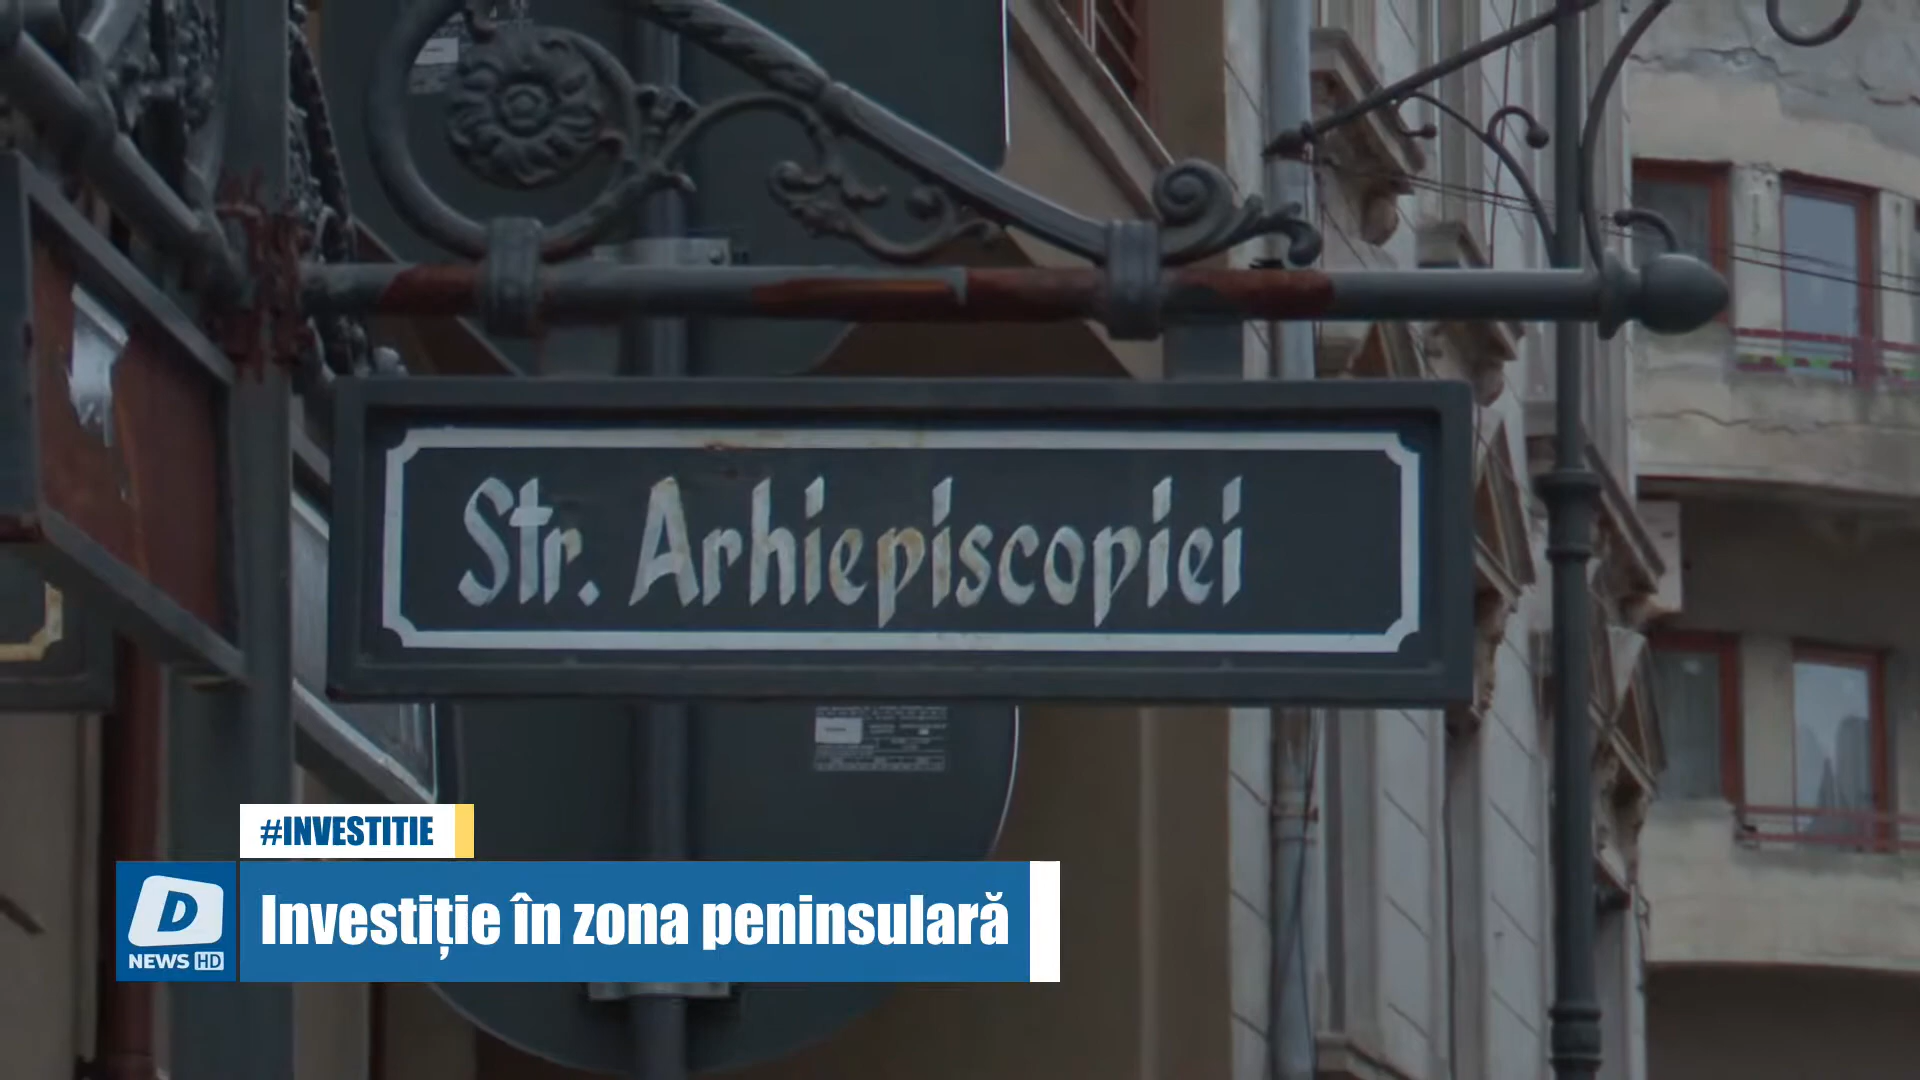 Str. Arhiepiscopiei
#INVESTITIE
Investiție în zona peninsulară
D
NEWS HD